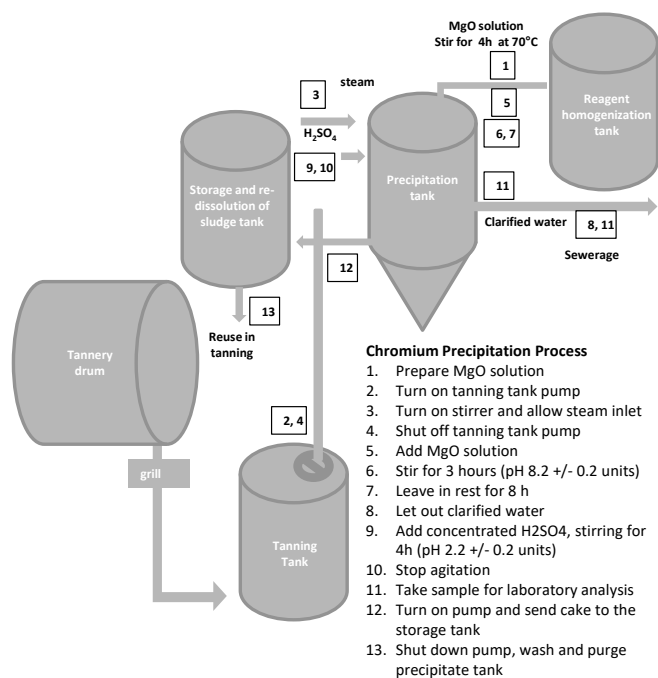 MgO solution
Stir for 4h at 70°C
1
5
Reagent
homogenization
tank
steam
3
H₂SO₄
9, 10
6, 7
Storage and re-
dissolution of
sludge tank
Precipitation
tank
11
Clarified water
8, 11
Sewerage
12
13
Reuse in
tanning
Tannery
drum
grill
2, 4
Tanning
Tank
Chromium Precipitation Process
1. Prepare MgO solution
2. Turn on tanning tank pump
3. Turn on stirrer and allow steam inlet
4. Shut off tanning tank pump
5. Add MgO solution
6. Stir for 3 hours (pH 8.2 +/- 0.2 units)
7. Leave in rest for 8 h
8. Let out clarified water
9. Add concentrated H2SO4, stirring for
4h (pH 2.2 +/- 0.2 units)
10. Stop agitation
11. Take sample for laboratory analysis
12. Turn on pump and send cake to the
storage tank
13. Shut down pump, wash and purge
precipitate tank